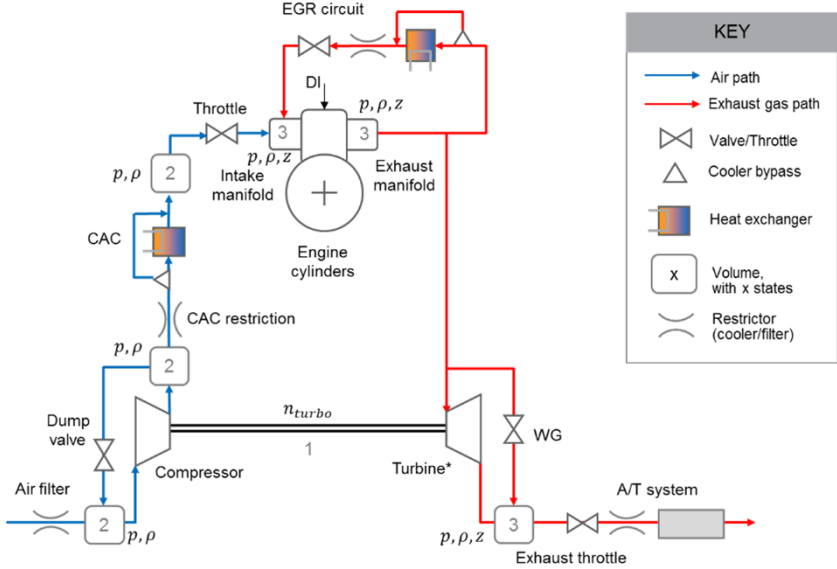 EGR circuit
DI
p, ρ, z
Throttle
3
3
p, ρ, z
Intake
manifold
Exhaust
manifold
p, ρ
2
CAC
Engine
cylinders
CAC restriction
p, ρ
2
Dump
valve
n_turbo
1
Compressor
Turbine*
WG
Air filter
2
p, ρ
p, ρ, z
3
Exhaust throttle
A/T system
KEY
Air path
Exhaust gas path
Valve/Throttle
Cooler bypass
Heat exchanger
x
Volume,
with x states
Restrictor
(cooler/filter)